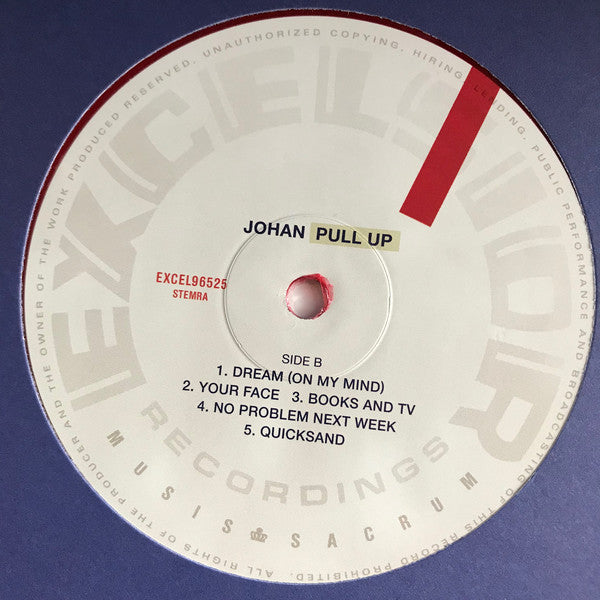 ALL RIGHTS OF THE PRODUCER AND THE OWNER OF THE WORK PRODUCED RESERVED. UNAUTHORIZED COPYING, HIRING, LENDING, PUBLIC PERFORMANCE AND BROADCASTING OF THIS RECORD PROHIBITED.
EXCELSIOR
JOHAN PULL UP
EXCEL96525
STEMRA
SIDE B
1. DREAM (ON MY MIND)
2. YOUR FACE 3. BOOKS AND TV
4. NO PROBLEM NEXT WEEK
5. QUICKSAND
RECORDINGS
MUSIS SACRUM